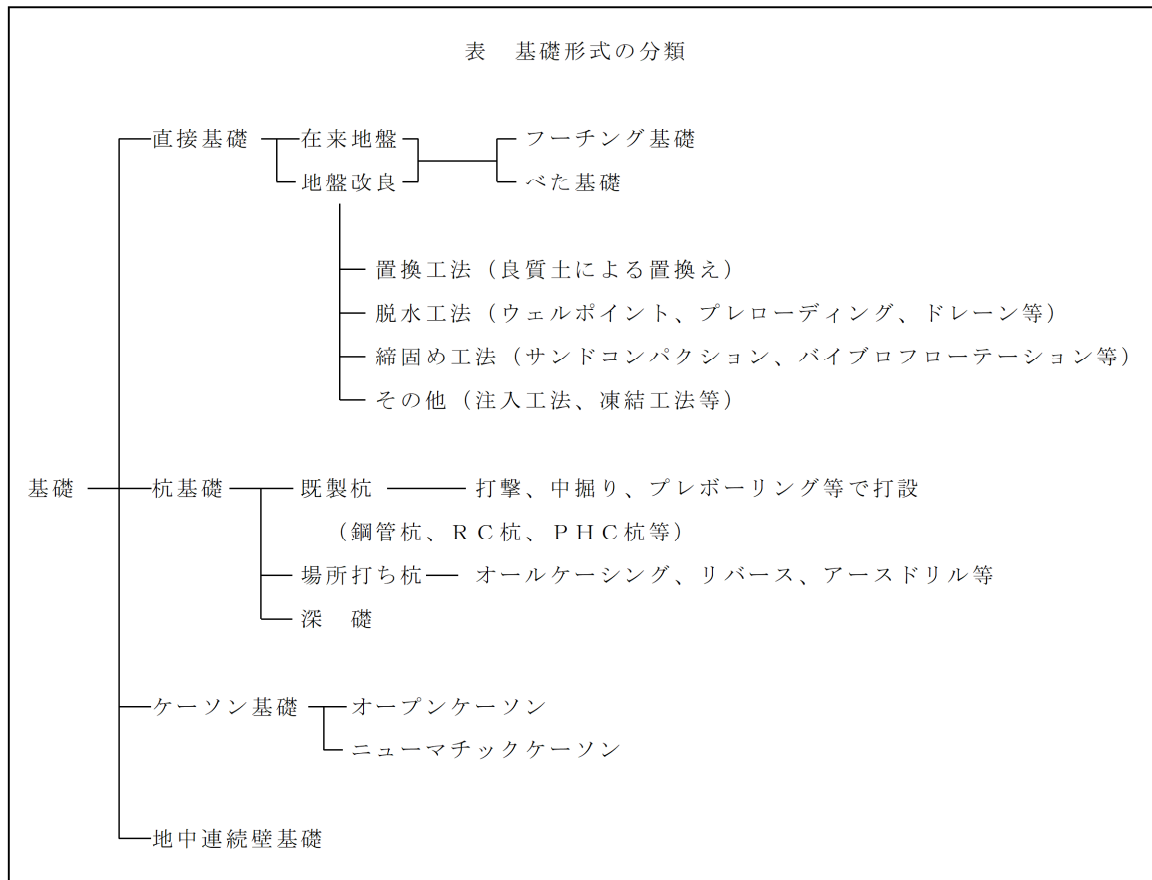 表　基礎形式の分類
直接基礎　在来地盤　フーチング基礎
地盤改良　べた基礎
置換工法（良質土による置換え）
脱水工法（ウェルポイント、プレローディング、ドレーン等）
締固め工法（サンドコンパクション、バイブロフローテーション等）
その他（注入工法、凍結工法等）
基礎　杭基礎　既製杭　打撃、中掘り、プレボーリング等で打設
（鋼管杭、ＲＣ杭、ＰＨＣ杭等）
場所打ち杭　オールケーシング、リバース、アースドリル等
深　礎
ケーソン基礎　オープンケーソン
ニューマチックケーソン
地中連続壁基礎